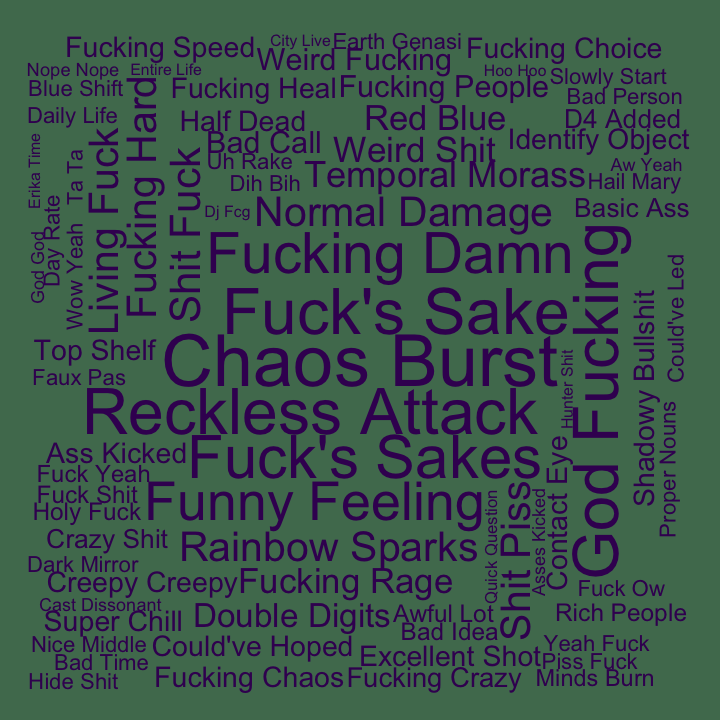 City Live
Earth Genasi
Fucking Speed
Weird Fucking
Fucking Choice
Nope Nope
Entire Life
Hoo Hoo
Slowly Start
Blue Shift
Fucking Heal
Fucking People
Bad Person
Daily Life
Half Dead
Red Blue
D4 Added
Bad Call
Weird Shit
Identify Object
Uh Rake
Aw Yeah
Dih Bih
Temporal Morass
Hail Mary
Erika Time
Ta Ta
Living Fuck
Fucking Hard
Shit Fuck
Dj Fcg
Normal Damage
Basic Ass
God God
Day Rate
Wow Yeah
Fucking Damn
God Fucking
Fuck's Sake
Shadowy Bullshit
Could've Led
Top Shelf
Chaos Burst
Hunter Shit
Faux Pas
Reckless Attack
Proper Nouns
Ass Kicked
Fuck's Sakes
Contact Eye
Fuck Yeah
Fuck Shit
Funny Feeling
Quick Question
Shit Piss
Asses Kicked
Holy Fuck
Crazy Shit
Rainbow Sparks
Dark Mirror
Creepy Creepy
Fucking Rage
Fuck Ow
Cast Dissonant
Super Chill
Double Digits
Awful Lot
Rich People
Bad Idea
Nice Middle
Could've Hoped
Yeah Fuck
Bad Time
Excellent Shot
Piss Fuck
Hide Shit
Fucking Chaos
Fucking Crazy
Minds Burn